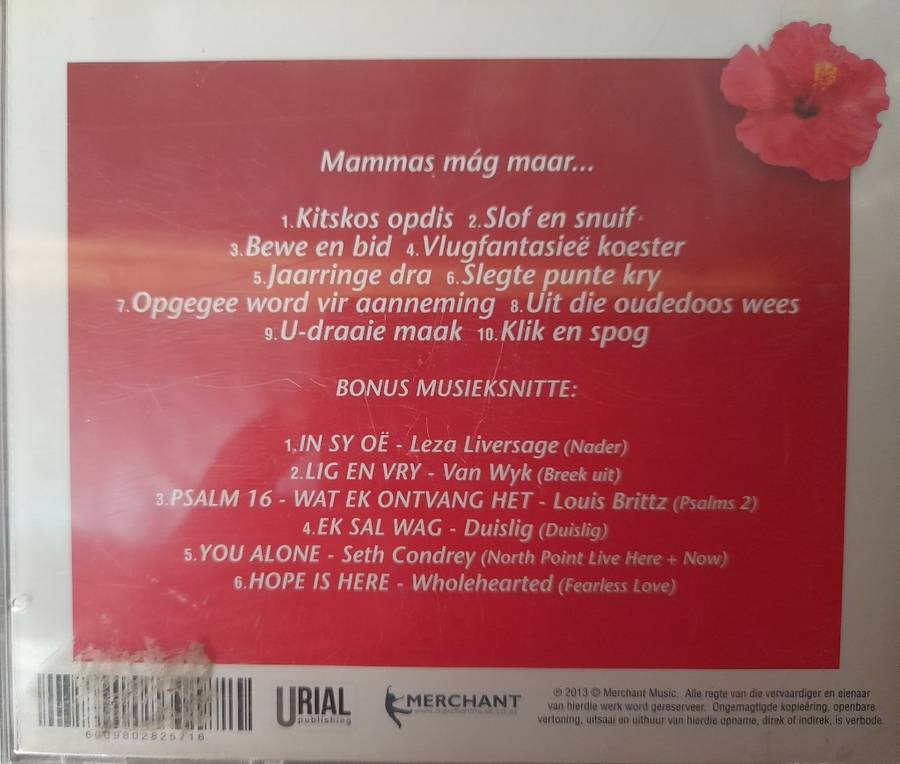 Mammas mág maar...
1.Kitskos opdis 2.Slof en snuif
3.Bewe en bid 4.Vlugfantasieë koester
5.Jaarringe dra 6.Slegte punte kry
7.Opgegee word vir aanneming 8.Uit die oudedoos wees
9.U-draaie maak 10.Klik en spog
BONUS MUSIEKSNITTE:
1.IN SY OË - Leza Liversage (Nader)
2.LIG EN VRY - Van Wyk (Breek uit)
3.PSALM 16 - WAT EK ONTVANG HET - Louis Brittz (Psalms 2)
4.EK SAL WAG - Duislig (Duislig)
5.YOU ALONE - Seth Condrey (North Point Live Here + Now)
6.HOPE IS HERE - Wholehearted (Fearless Love)
URIAL
publishing
MERCHANT
℗ 2013 © Merchant Music. Alle regte van die vervaardiger en eienaar
van hierdie werk word gereserveer. Ongemagtigde kopieëring, openbare
vertoning, uitsaai en uithuur van hierdie opname, direk of indirek, is verbode.